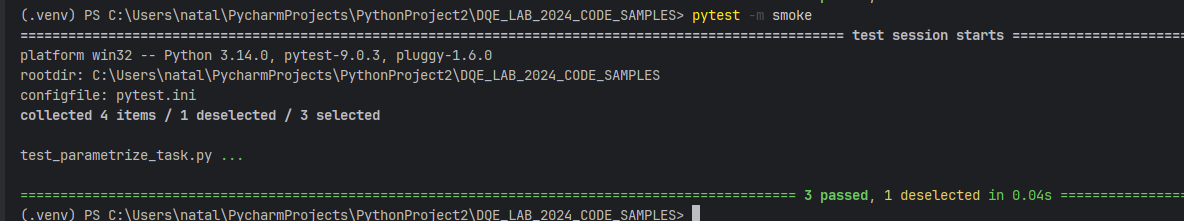 (.venv) PS C:\Users\natal\PycharmProjects\PythonProject2\DQE_LAB_2024_CODE_SAMPLES> pytest -m smoke
======================================================================================================= test session starts ======================
platform win32 -- Python 3.14.0, pytest-9.0.3, pluggy-1.6.0
rootdir: C:\Users\natal\PycharmProjects\PythonProject2\DQE_LAB_2024_CODE_SAMPLES
configfile: pytest.ini
collected 4 items / 1 deselected / 3 selected
test_parametrize_task.py ...
================================================================================================= 3 passed, 1 deselected in 0.04s ================
(.venv) PS C:\Users\natal\PycharmProjects\PythonProject2\DQE_LAB_2024_CODE_SAMPLES>